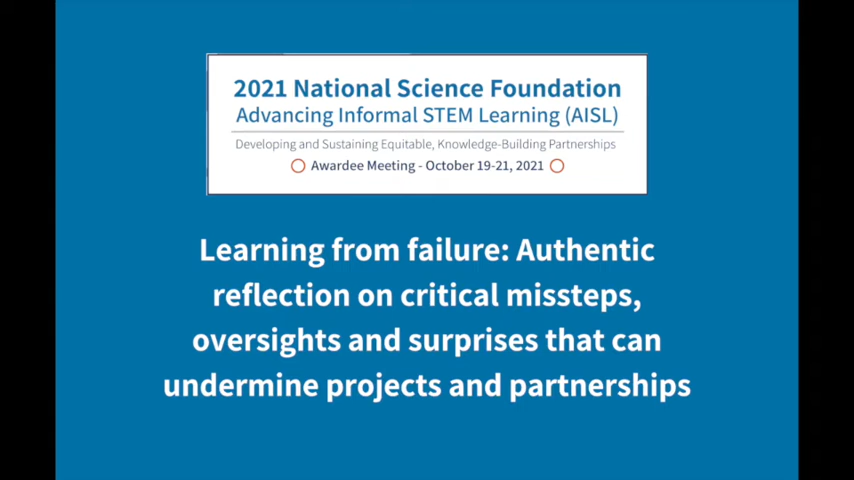 2021 National Science Foundation
Advancing Informal STEM Learning (AISL)
Developing and Sustaining Equitable, Knowledge-Building Partnerships
Awardee Meeting - October 19-21, 2021
Learning from failure: Authentic
reflection on critical missteps,
oversights and surprises that can
undermine projects and partnerships